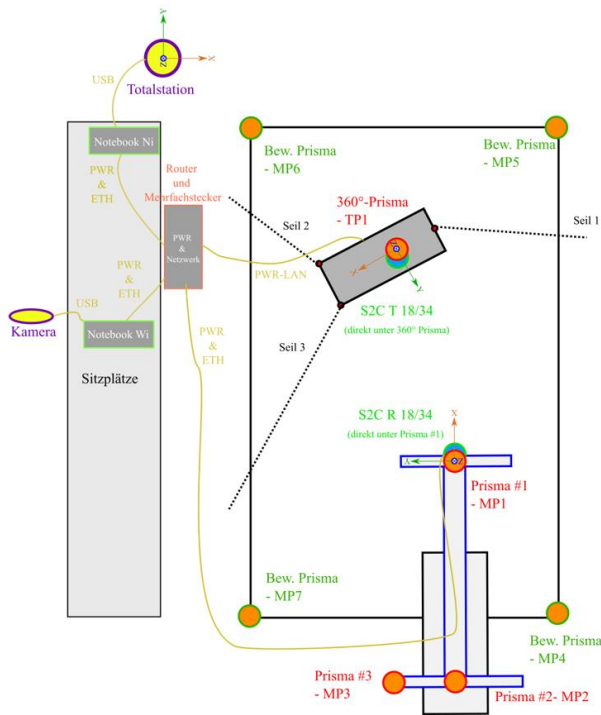 Y
X
Z
USB
Totalstation
Notebook Ni
Bew. Prisma
- MP6
Bew. Prisma
- MP5
PWR
&
ETH
Router
und
Mehrfachstecker
360°-Prisma
- TP1
Seil 2
Seil 1
PWR
&
Netzwerk
PWR-LAN
PWR
&
ETH
USB
Kamera
Notebook Wi
PWR
&
ETH
S2C T 18/34
(direkt unter 360° Prisma)
Seil 3
Sitzplätze
S2C R 18/34
(direkt unter Prisma #1)
X
Y
Z
Prisma #1
- MP1
Bew. Prisma
- MP7
Bew. Prisma
- MP4
Prisma #3
- MP3
Prisma #2- MP2